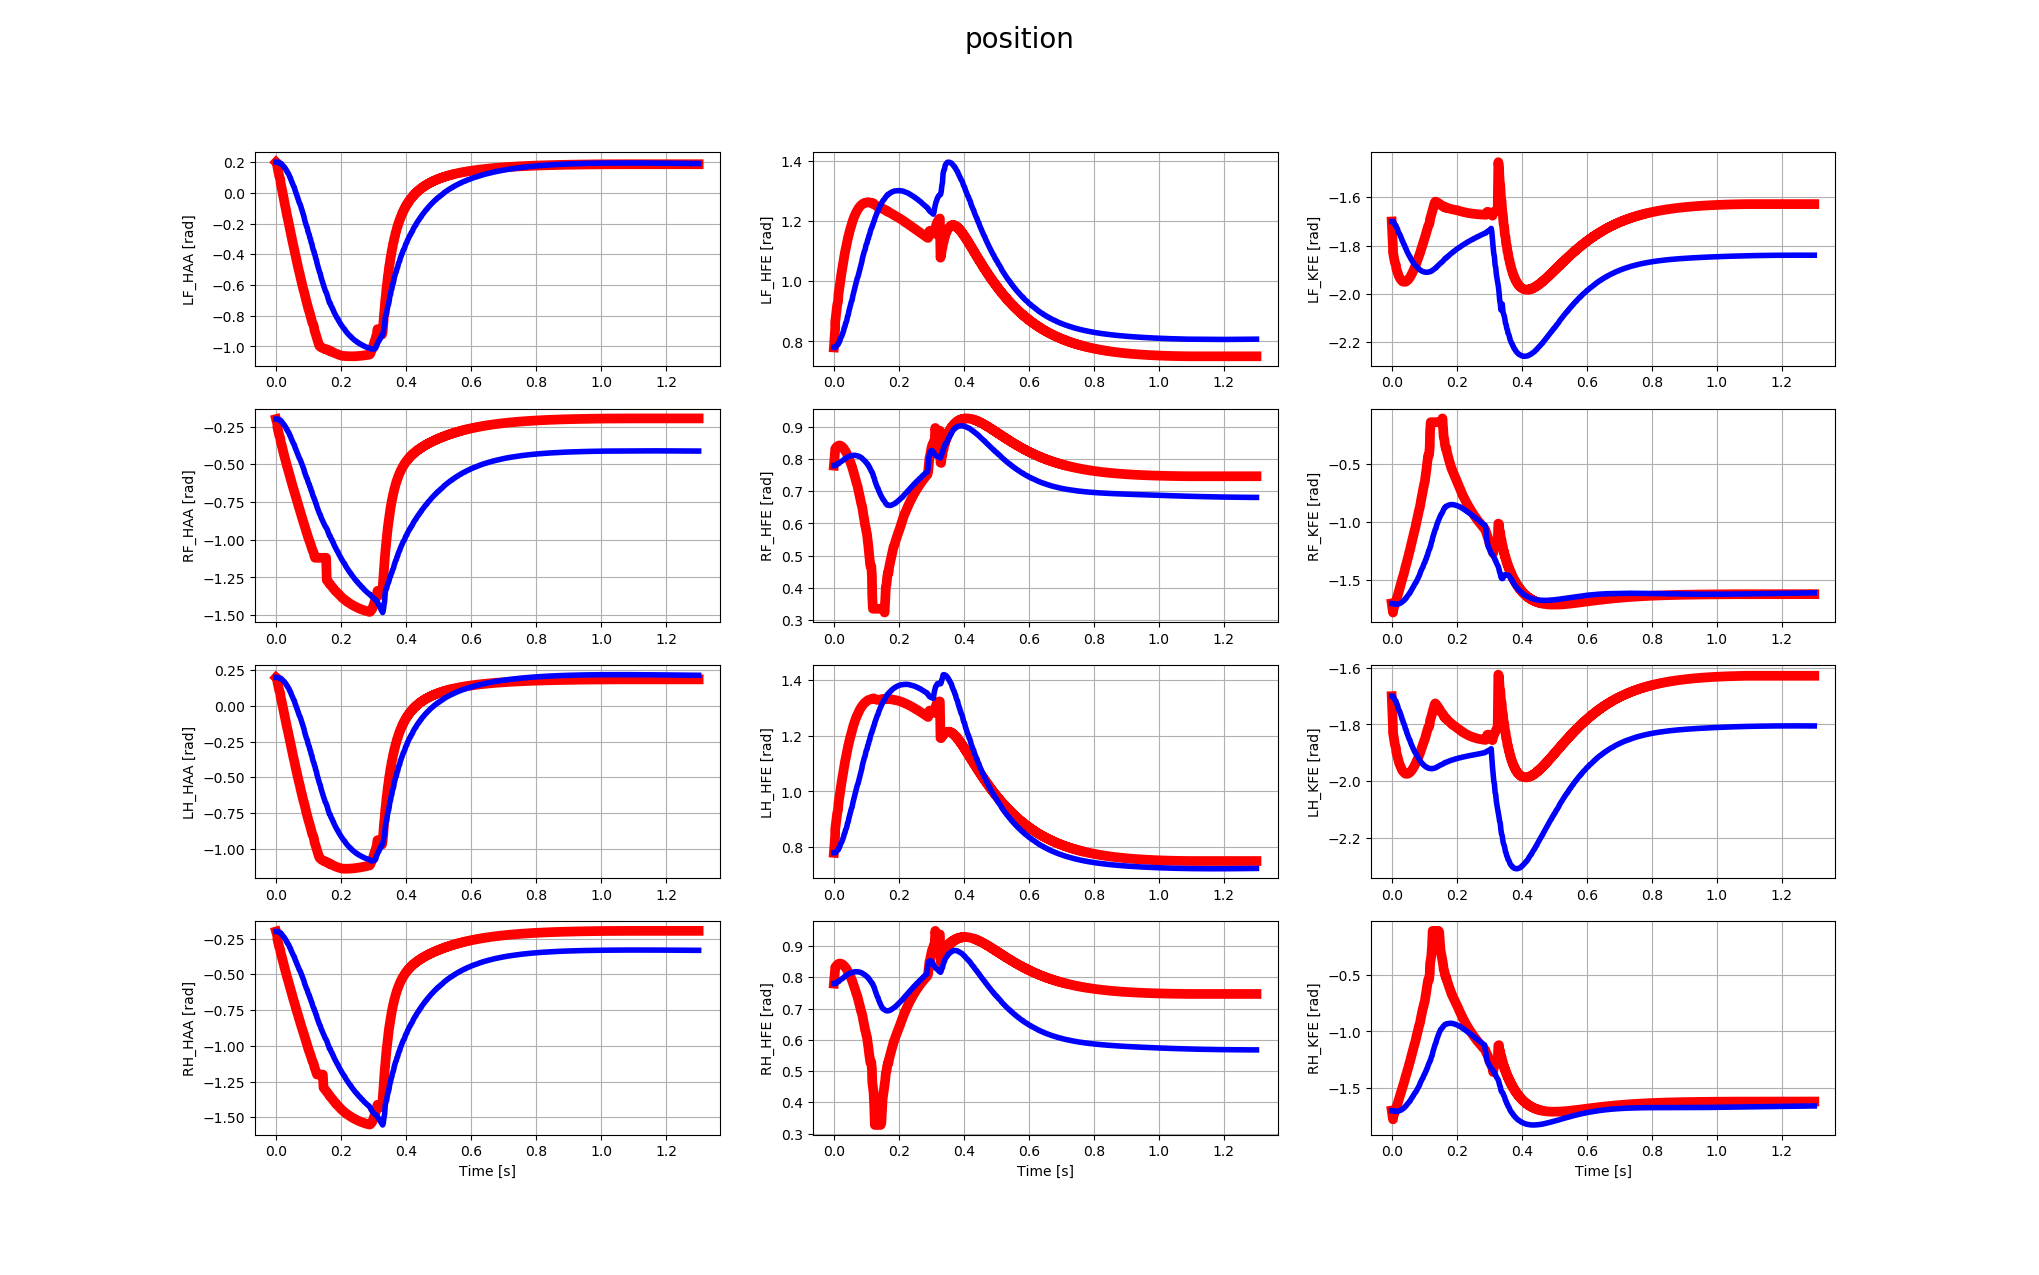 position
LF_HAA [rad]
0.2
0.0
−0.2
−0.4
−0.6
−0.8
−1.0
0.0 0.2 0.4 0.6 0.8 1.0 1.2
LF_HFE [rad]
1.4
1.2
1.0
0.8
0.0 0.2 0.4 0.6 0.8 1.0 1.2
LF_KFE [rad]
−1.6
−1.8
−2.0
−2.2
0.0 0.2 0.4 0.6 0.8 1.0 1.2
RF_HAA [rad]
−0.25
−0.50
−0.75
−1.00
−1.25
−1.50
0.0 0.2 0.4 0.6 0.8 1.0 1.2
RF_HFE [rad]
0.9
0.8
0.7
0.6
0.5
0.4
0.3
0.0 0.2 0.4 0.6 0.8 1.0 1.2
RF_KFE [rad]
−0.5
−1.0
−1.5
0.0 0.2 0.4 0.6 0.8 1.0 1.2
LH_HAA [rad]
0.25
0.00
−0.25
−0.50
−0.75
−1.00
0.0 0.2 0.4 0.6 0.8 1.0 1.2
LH_HFE [rad]
1.4
1.2
1.0
0.8
0.0 0.2 0.4 0.6 0.8 1.0 1.2
LH_KFE [rad]
−1.6
−1.8
−2.0
−2.2
0.0 0.2 0.4 0.6 0.8 1.0 1.2
RH_HAA [rad]
−0.25
−0.50
−0.75
−1.00
−1.25
−1.50
0.0 0.2 0.4 0.6 0.8 1.0 1.2
Time [s]
RH_HFE [rad]
0.9
0.8
0.7
0.6
0.5
0.4
0.3
0.0 0.2 0.4 0.6 0.8 1.0 1.2
Time [s]
RH_KFE [rad]
−0.5
−1.0
−1.5
0.0 0.2 0.4 0.6 0.8 1.0 1.2
Time [s]